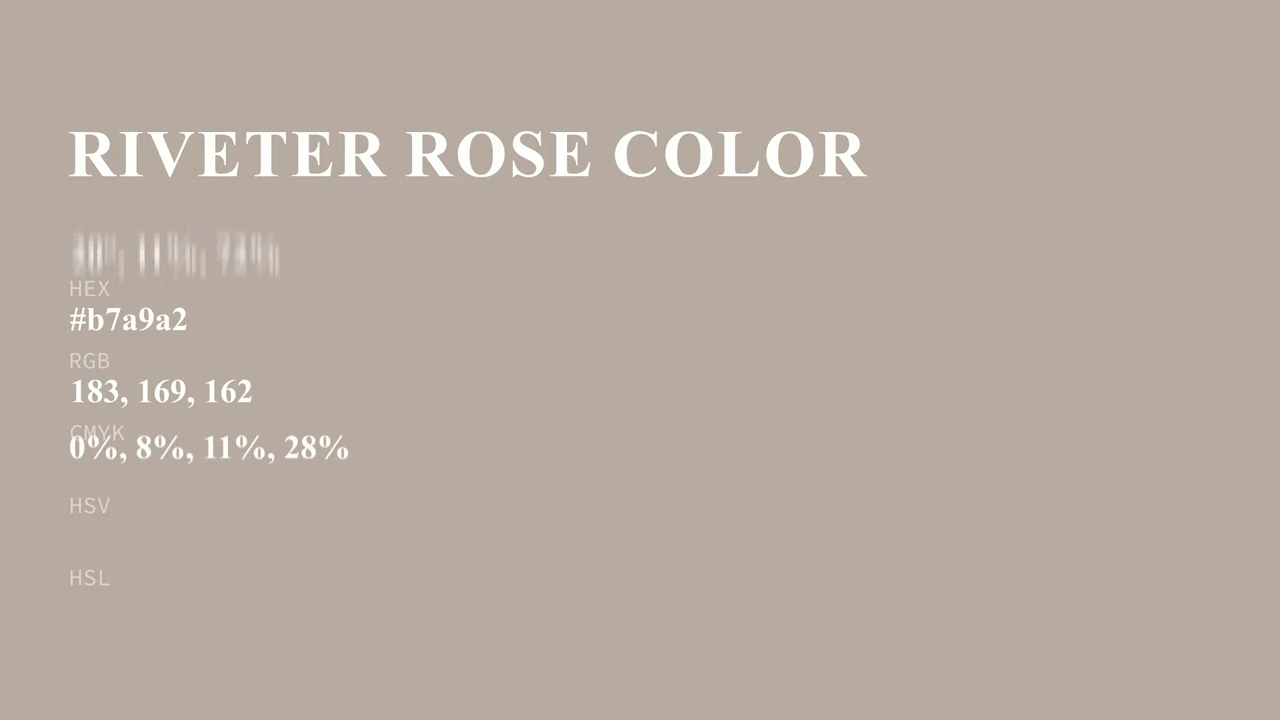 RIVETER ROSE COLOR
HEX
#b7a9a2
RGB
183, 169, 162
CMYK
0%, 8%, 11%, 28%
HSV
HSL